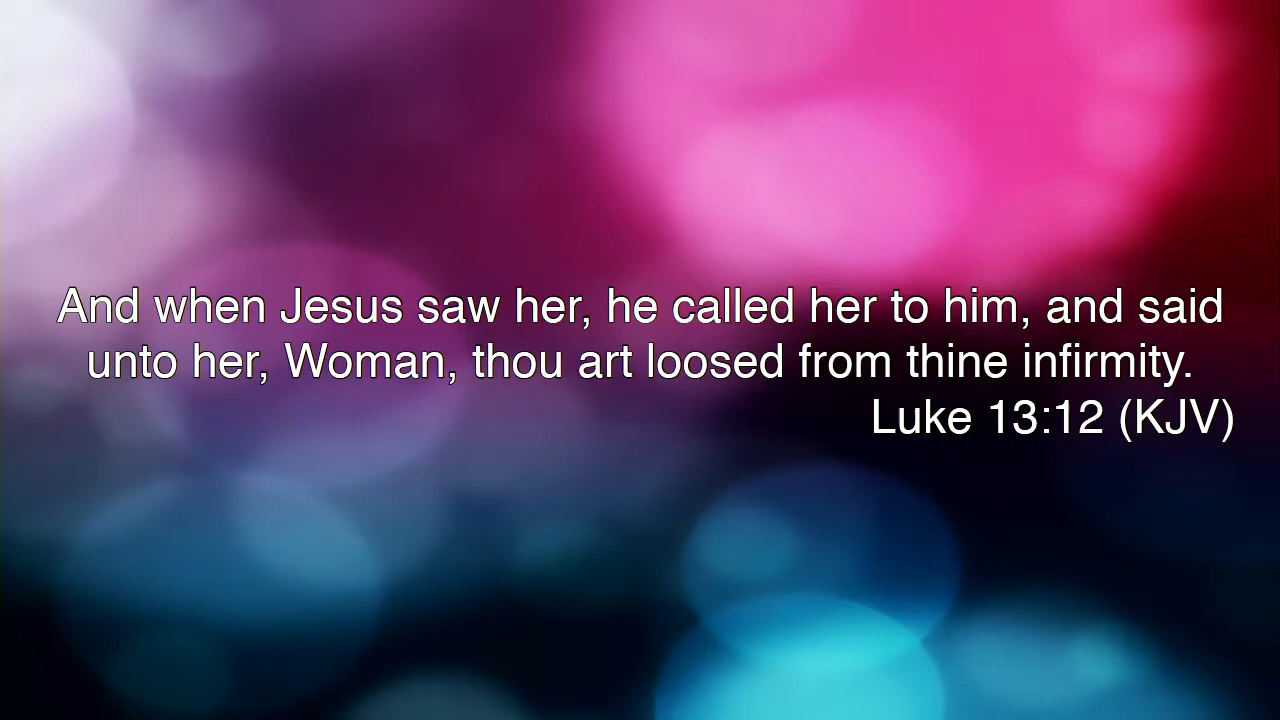 And when Jesus saw her, he called her to him, and said
unto her, Woman, thou art loosed from thine infirmity.
Luke 13:12 (KJV)